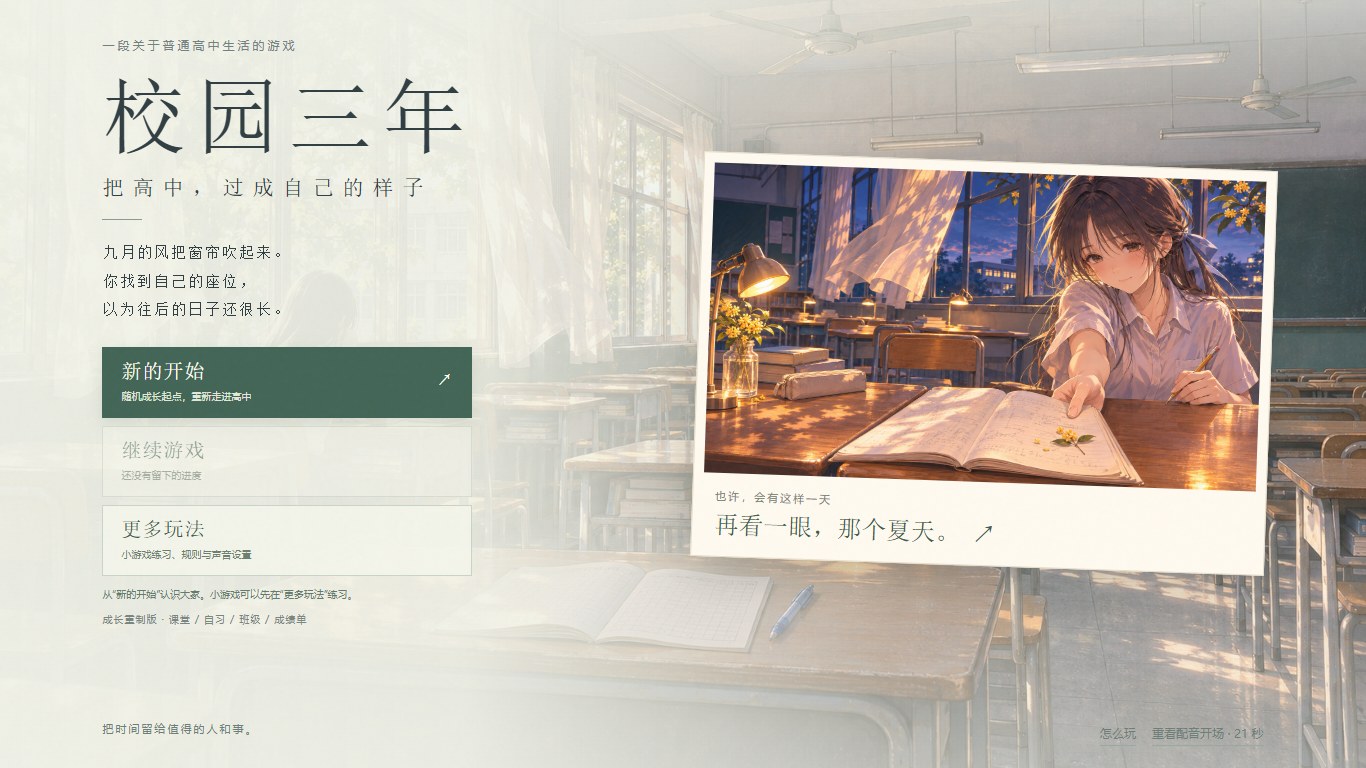 一段关于普通高中生活的游戏
校园三年
把高中，过成自己的样子
九月的风把窗帘吹起来。
你找到自己的座位，
以为往后的日子还很长。
新的开始
随机成长起点，重新走进高中
继续游戏
还没有留下的进度
更多玩法
小游戏练习、规则与声音设置
从“新的开始”认识大家。小游戏可以先在“更多玩法”练习。
成长重制版 · 课堂 / 自习 / 班级 / 成绩单
把时间留给值得的人和事。
也许，会有这样一天
再看一眼，那个夏天。
怎么玩 重看配音开场 · 21 秒